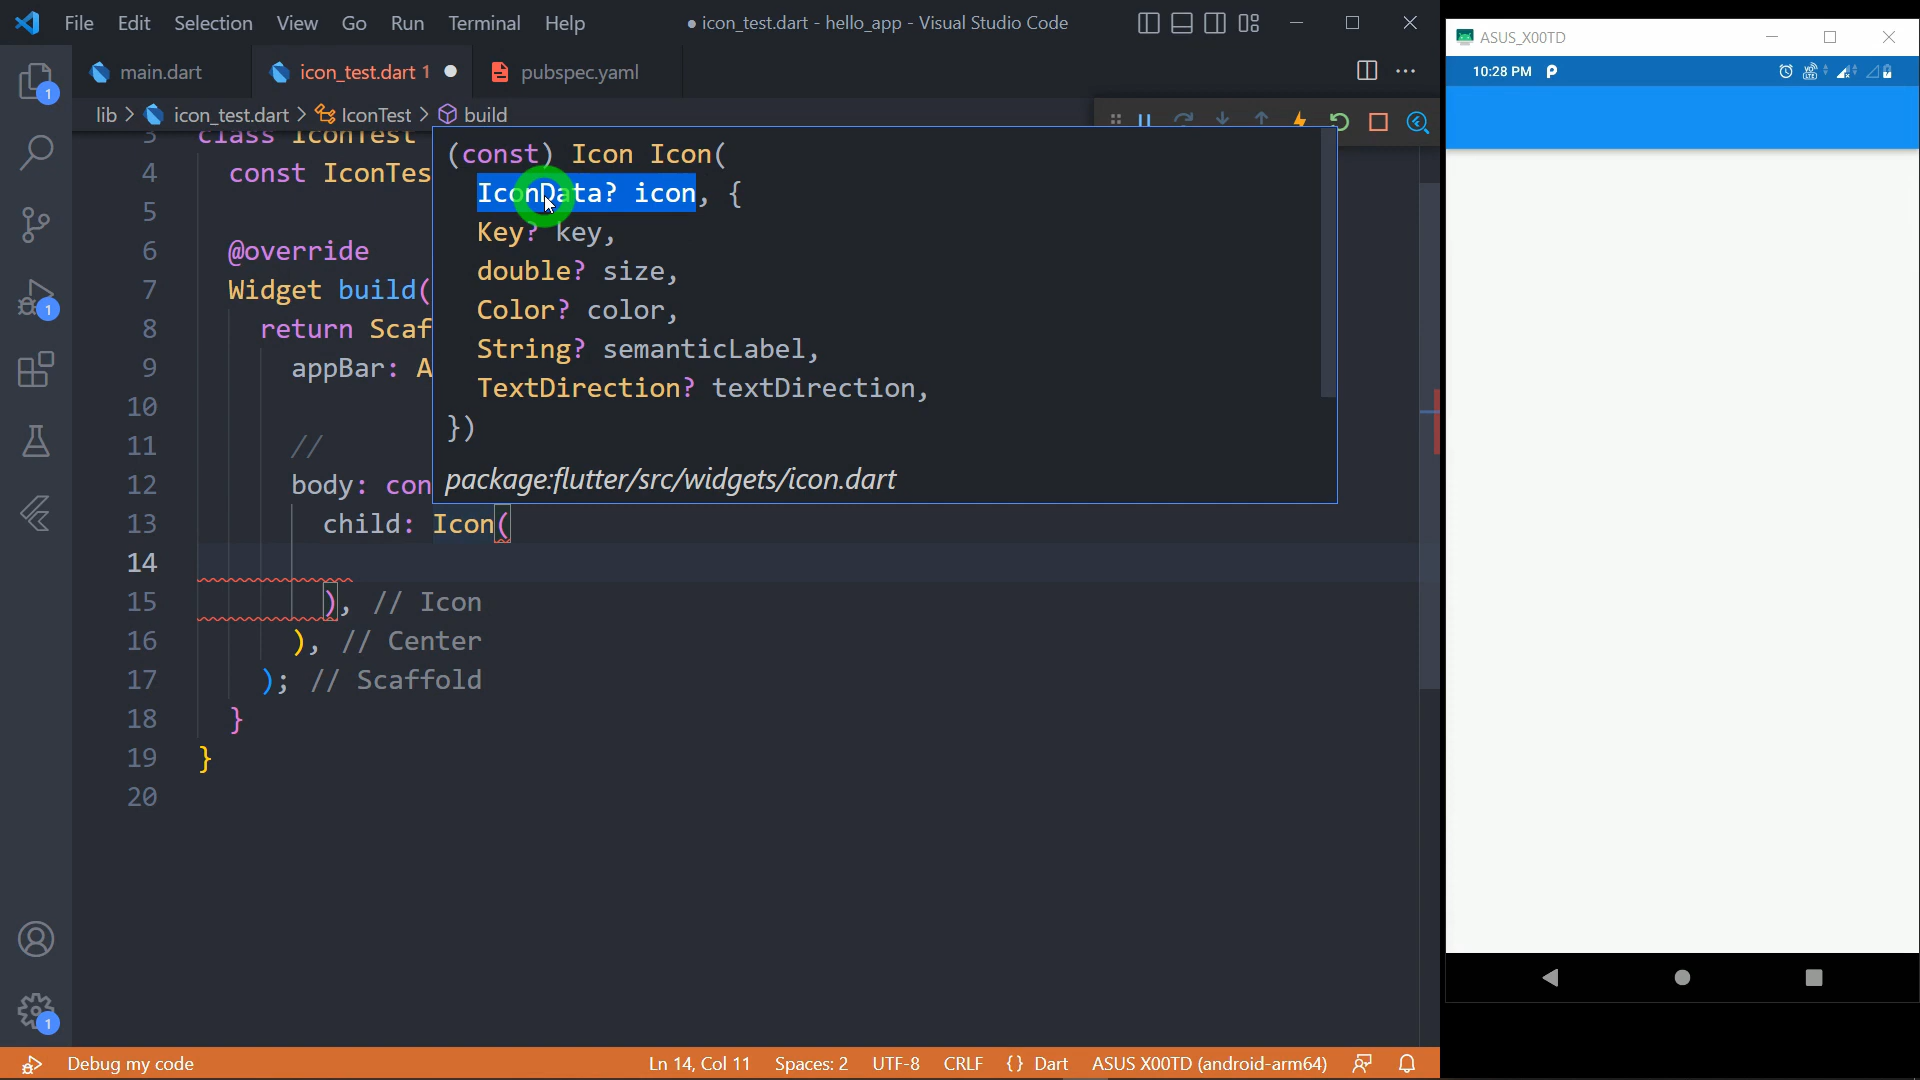 File Edit Selection View Go Run Terminal Help
● icon_test.dart - hello_app - Visual Studio Code
ASUS_X00TD
main.dart
icon_test.dart 1
pubspec.yaml
10:28 PM
lib > icon_test.dart > IconTest > build
3 class IconTest
4 const IconTes
5
6 @override
7 Widget build(
8 return Scaf
9 appBar: A
10
11 //
12 body: con
13 child: Icon(
14
15 ), // Icon
16 ), // Center
17 ); // Scaffold
18 }
19 }
20
(const) Icon Icon(
IconData? icon, {
Key? key,
double? size,
Color? color,
String? semanticLabel,
TextDirection? textDirection,
})
package:flutter/src/widgets/icon.dart
1
1
1
Debug my code
Ln 14, Col 11 Spaces: 2 UTF-8 CRLF {} Dart ASUS X00TD (android-arm64)